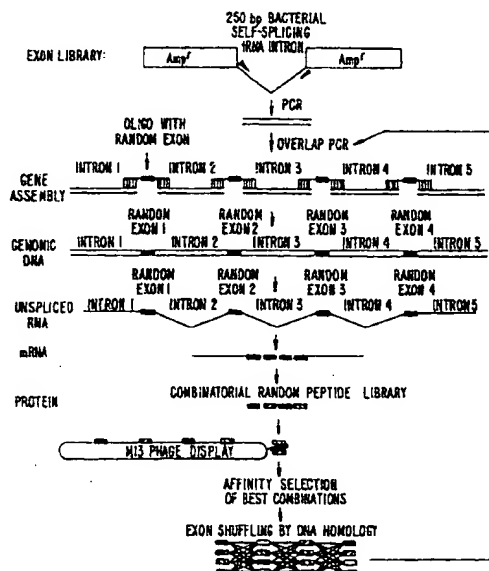 250 bp BACTERIAL
SELF-SPLICING
tRNA INTRON
EXON LIBRARY:
Ampr Ampr
PCR
OLIGO WITH
RANDOM EXON
OVERLAP PCR
INTRON 1 INTRON 2 INTRON 3 INTRON 4 INTRON 5
GENE
ASSEMBLY
RANDOM EXON 1 RANDOM EXON 2 RANDOM EXON 3 RANDOM EXON 4
GENOMIC
DNA
INTRON 1 INTRON 2 INTRON 3 INTRON 4 INTRON 5
RANDOM EXON 1 RANDOM EXON 2 RANDOM EXON 3 RANDOM EXON 4
UNSPLICED
RNA
INTRON 1 INTRON 2 INTRON 3 INTRON 4 INTRON 5
mRNA
COMBINATORIAL RANDOM PEPTIDE LIBRARY
PROTEIN
M13 PHAGE DISPLAY
AFFINITY SELECTION
OF BEST COMBINATIONS
EXON SHUFFLING BY DNA HOMOLOGY